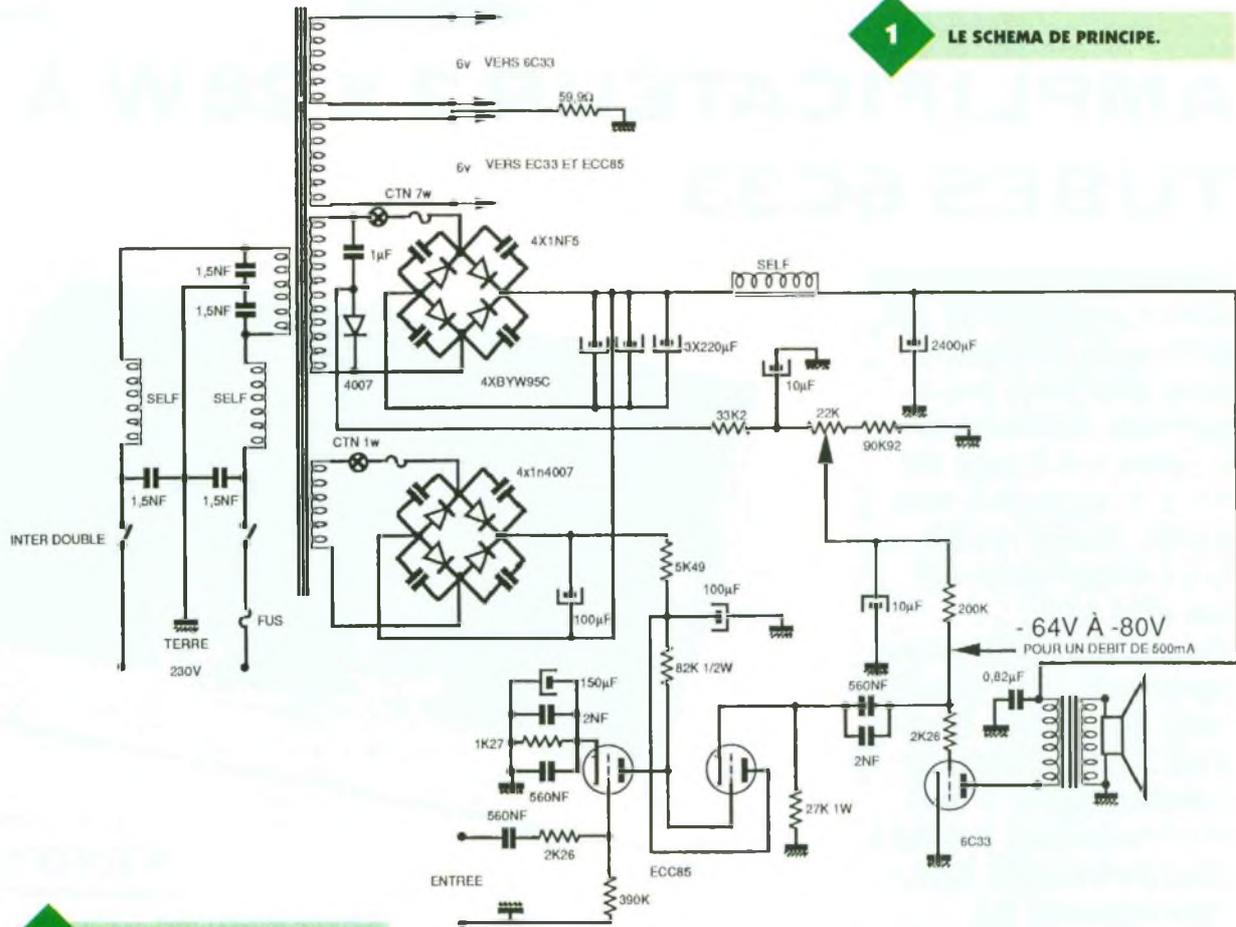 1
LE SCHEMA DE PRINCIPE.
6v VERS 6C33
59,9Ω
6v VERS EC33 ET ECC85
CTN 7w
4X1NF5
1,5NF
1µF
SELF
1,5NF
4007
4XBYW95C
3X220µF
2400µF
10µF
SELF
SELF
33K2
22K
90K92
CTN 1w
4x1n4007
1,5NF
1,5NF
INTER DOUBLE
5K49
100µF
100µF
10µF
200K
FUS
TERRE
230V
- 64V À -80V
POUR UN DEBIT DE 500mA
82K 1/2W
150µF
2NF
1K27
560NF
560NF
2NF
0,82µF
2K26
27K 1W
560NF
2K26
ECC85
6C33
ENTREE
390K